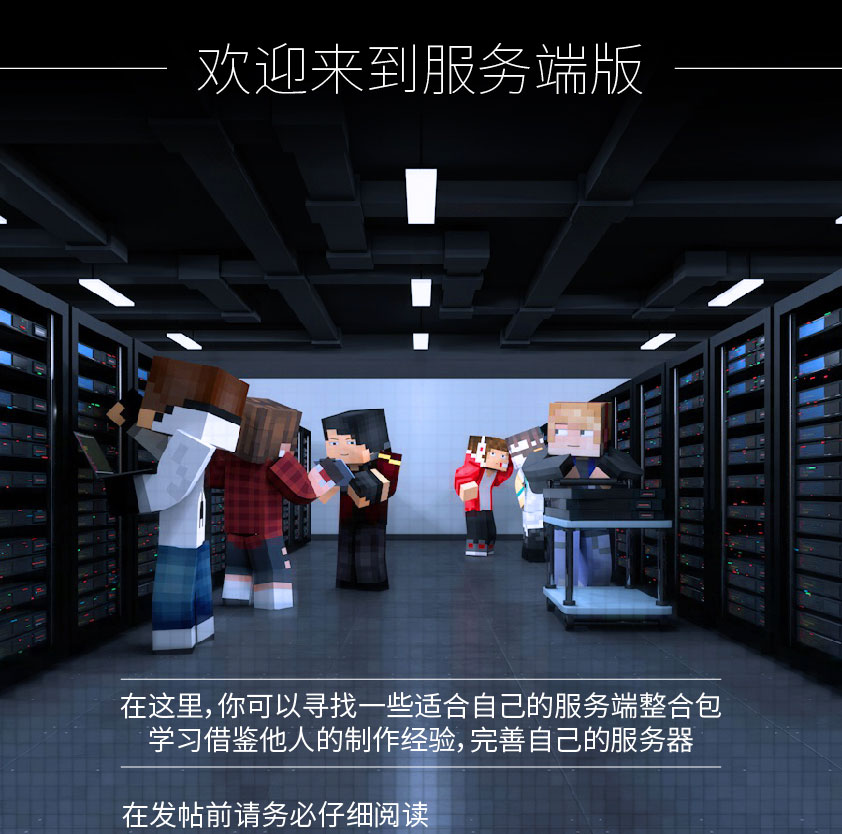 欢迎来到服务端版
在这里，你可以寻找一些适合自己的服务端整合包
学习借鉴他人的制作经验，完善自己的服务器
在发帖前请务必仔细阅读